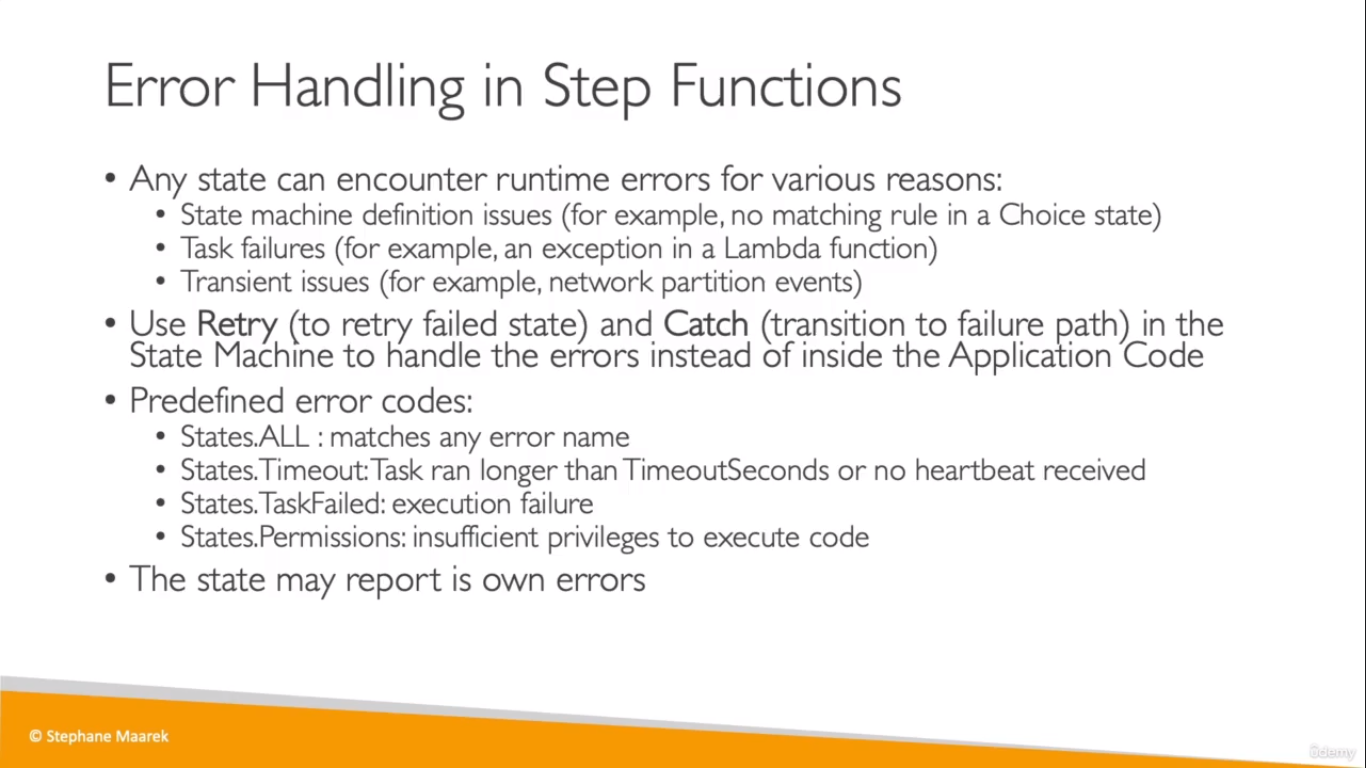 Error Handling in Step Functions
• Any state can encounter runtime errors for various reasons:
• State machine definition issues (for example, no matching rule in a Choice state)
• Task failures (for example, an exception in a Lambda function)
• Transient issues (for example, network partition events)
• Use Retry (to retry failed state) and Catch (transition to failure path) in the
State Machine to handle the errors instead of inside the Application Code
• Predefined error codes:
• States.ALL : matches any error name
• States.Timeout: Task ran longer than TimeoutSeconds or no heartbeat received
• States.TaskFailed: execution failure
• States.Permissions: insufficient privileges to execute code
• The state may report is own errors
© Stephane Maarek
ûdemy